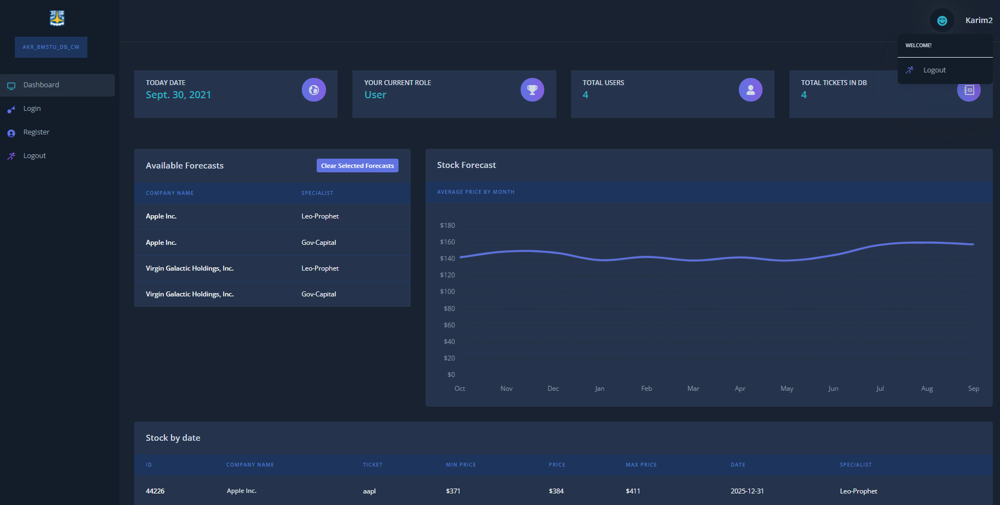 Karim2
AKR_BMSTU_DB_CW
WELCOME!
Logout
Dashboard
Login
Register
Logout
TODAY DATE
Sept. 30, 2021
YOUR CURRENT ROLE
User
TOTAL USERS
4
TOTAL TICKETS IN DB
4
Available Forecasts
Clear Selected Forecasts
COMPANY NAME SPECIALIST
Apple Inc. Leo-Prophet
Apple Inc. Gov-Capital
Virgin Galactic Holdings, Inc. Leo-Prophet
Virgin Galactic Holdings, Inc. Gov-Capital
Stock Forecast
AVERAGE PRICE BY MONTH
$180
$160
$140
$120
$100
$80
$60
$40
$20
$0
Oct Nov Dec Jan Feb Mar Apr May Jun Jul Aug Sep
Stock by date
ID COMPANY NAME TICKET MIN PRICE PRICE MAX PRICE DATE SPECIALIST
44226 Apple Inc. aapl $371 $384 $411 2025-12-31 Leo-Prophet